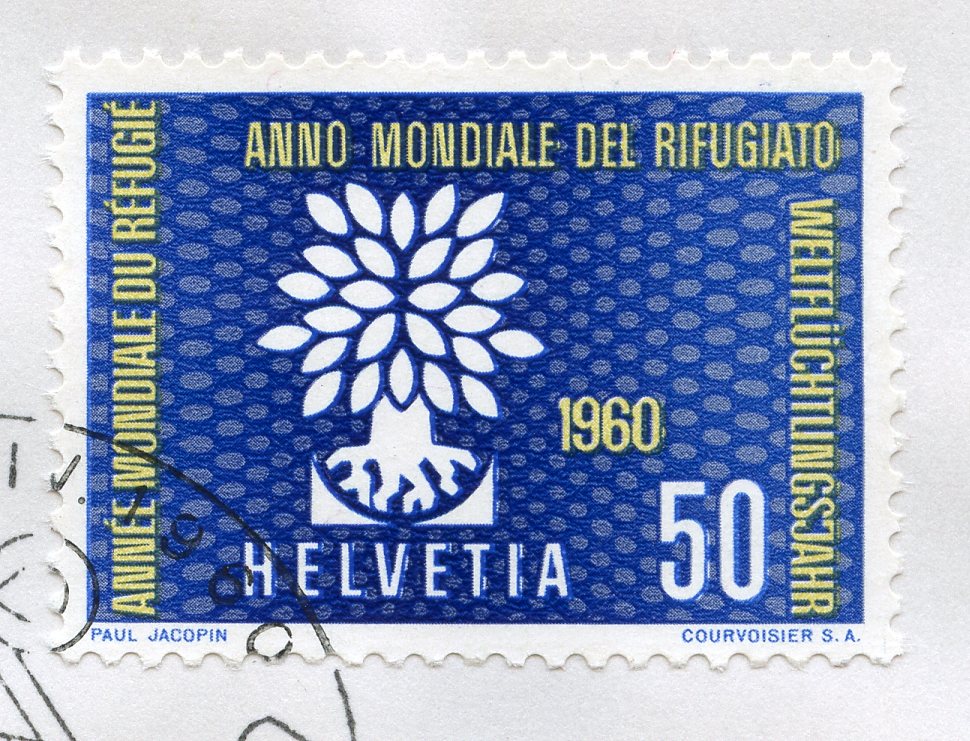 ANNO MONDIALE DEL RIFUGIATO
ANNÉE MONDIALE DU RÉFUGIÉ
WELTFLÜCHTLINGSJAHR
1960
50
HELVETIA
PAUL JACOPIN
COURVOISIER S.A.